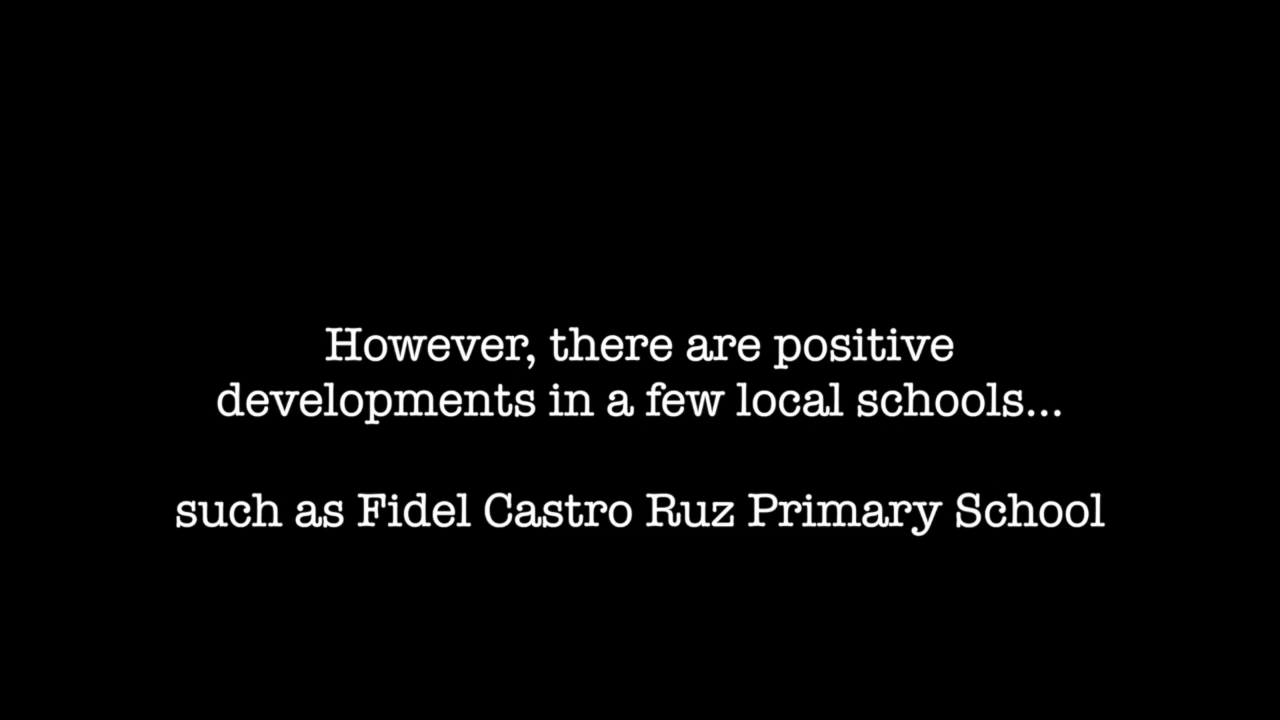 However, there are positive
developments in a few local schools...
such as Fidel Castro Ruz Primary School